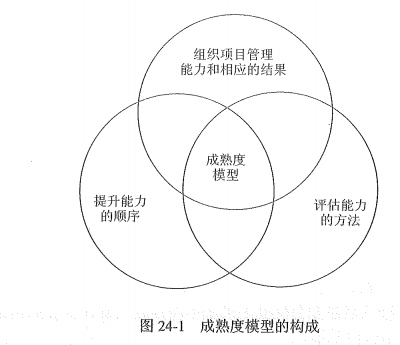 组织项目管理
能力和相应的结果
成熟度
模型
提升能力
的顺序
评估能力
的方法
图 24-1 成熟度模型的构成